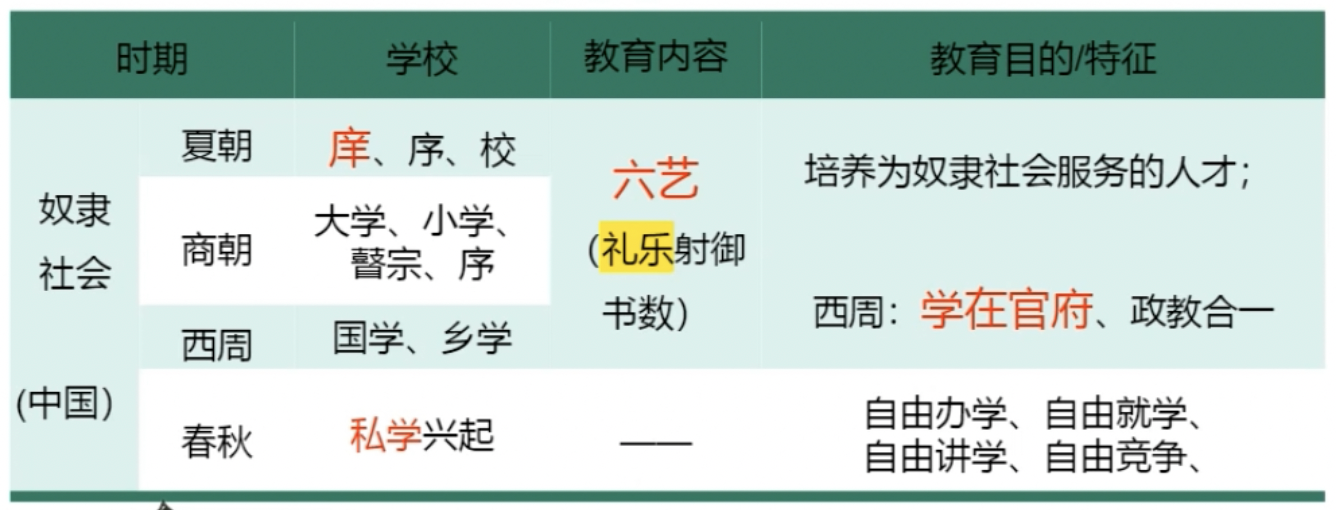 时期 学校 教育内容 教育目的/特征
奴隶
社会
(中国)
夏朝
庠、序、校
商朝
大学、小学、
瞽宗、序
西周
国学、乡学
六艺
(礼乐射御
书数)
培养为奴隶社会服务的人才;
西周:学在官府、政教合一
春秋
私学兴起
——
自由办学、自由就学、
自由讲学、自由竞争、